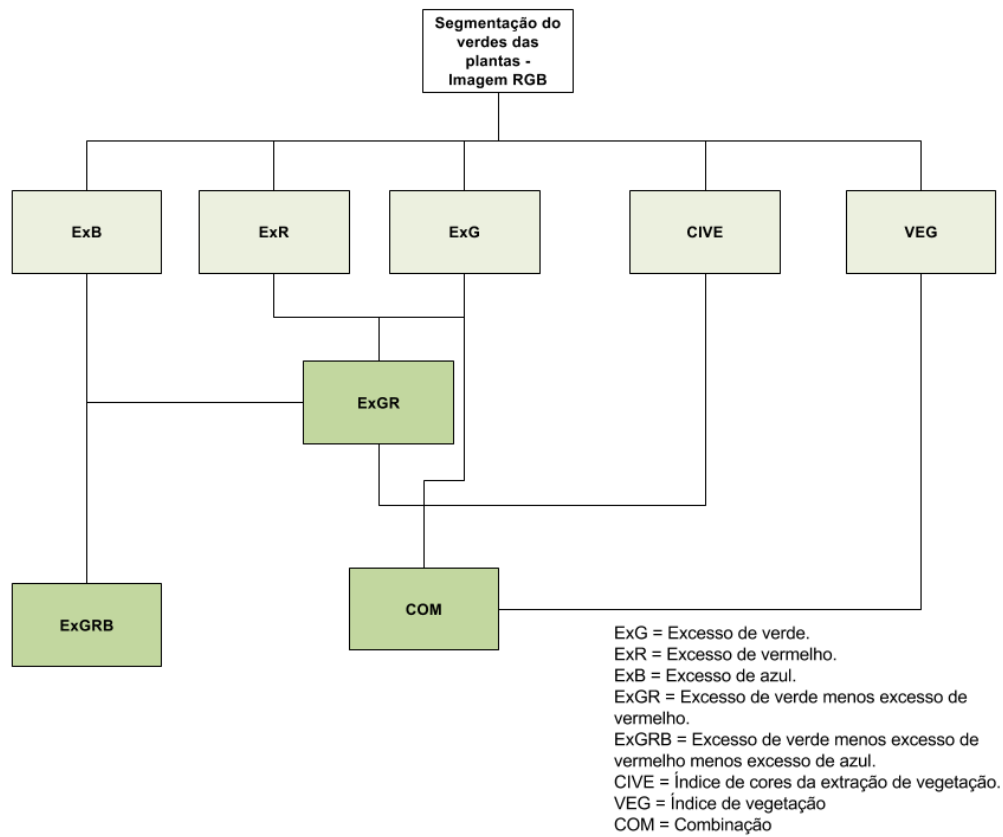 Segmentação do
verdes das
plantas -
Imagem RGB
ExB
ExR
ExG
CIVE
VEG
ExGR
ExGRB
COM
ExG = Excesso de verde.
ExR = Excesso de vermelho.
ExB = Excesso de azul.
ExGR = Excesso de verde menos excesso de
vermelho.
ExGRB = Excesso de verde menos excesso de
vermelho menos excesso de azul.
CIVE = Índice de cores da extração de vegetação.
VEG = Índice de vegetação
COM = Combinação